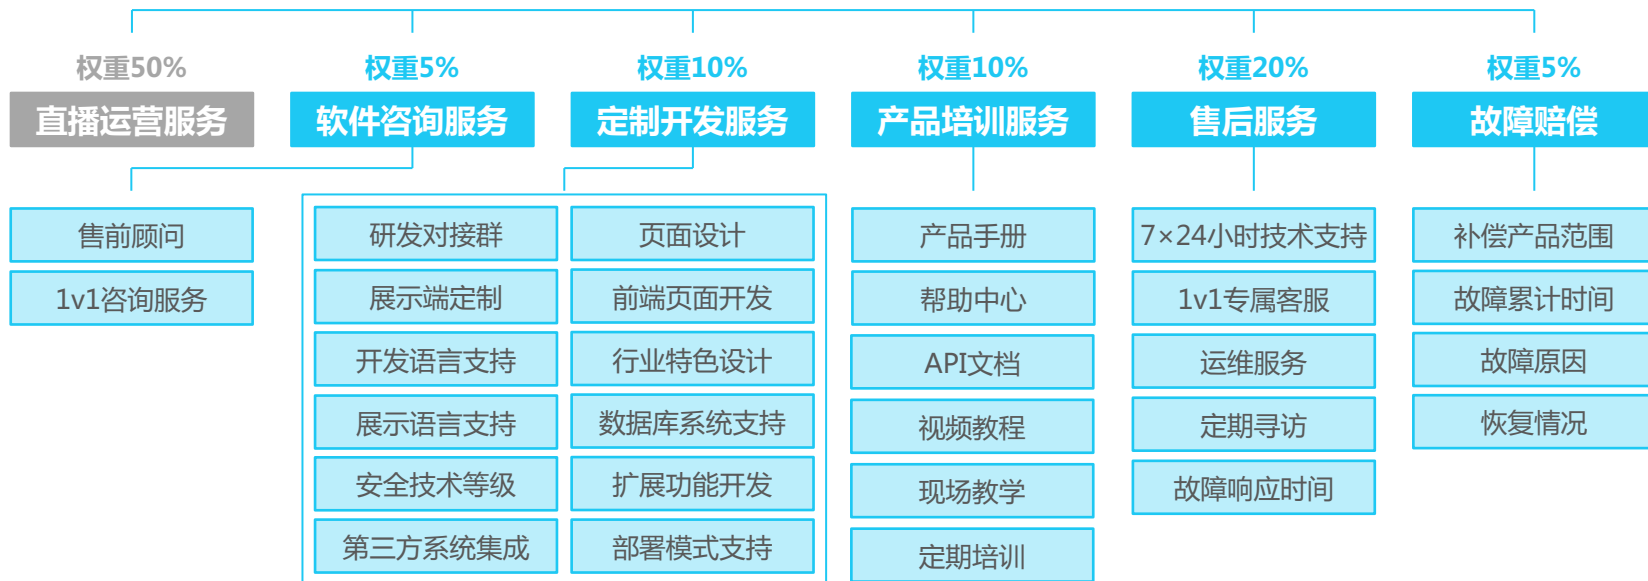 权重50%
直播运营服务
权重5%
软件咨询服务
权重10%
定制开发服务
权重10%
产品培训服务
权重20%
售后服务
权重5%
故障赔偿
售前顾问
1v1咨询服务
研发对接群
展示端定制
开发语言支持
展示语言支持
安全技术等级
第三方系统集成
页面设计
前端页面开发
行业特色设计
数据库系统支持
扩展功能开发
部署模式支持
产品手册
帮助中心
API文档
视频教程
现场教学
定期培训
7×24小时技术支持
1v1专属客服
运维服务
定期寻访
故障响应时间
补偿产品范围
故障累计时间
故障原因
恢复情况